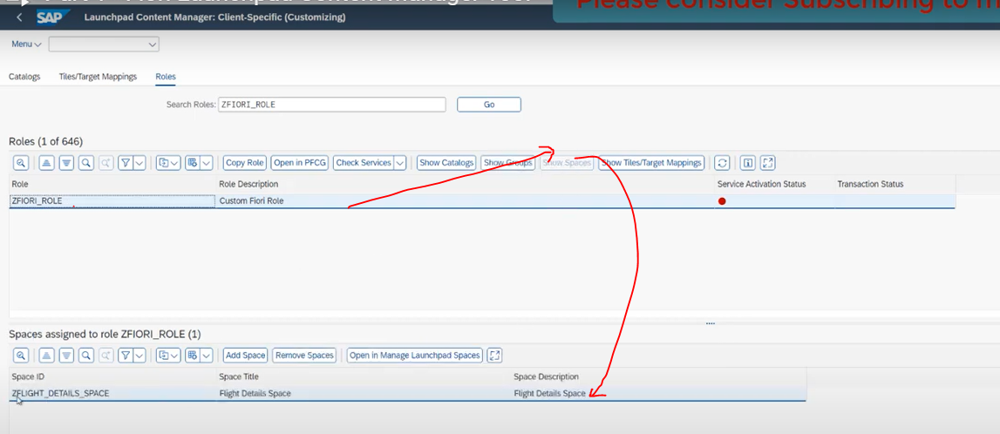 Please consider Subscribing to m
SAP Launchpad Content Manager: Client-Specific (Customizing)
Menu
Catalogs Tiles/Target Mappings Roles
Search Roles: ZFIORI_ROLE Go
Roles (1 of 646)
Copy Role Open in PFCG Check Services Show Catalogs Show Groups Show Spaces Show Tiles/Target Mappings
Role Role Description Service Activation Status Transaction Status
ZFIORI_ROLE Custom Fiori Role
Spaces assigned to role ZFIORI_ROLE (1)
Add Space Remove Spaces Open in Manage Launchpad Spaces
Space ID Space Title Space Description
ZFLIGHT_DETAILS_SPACE Flight Details Space Flight Details Space